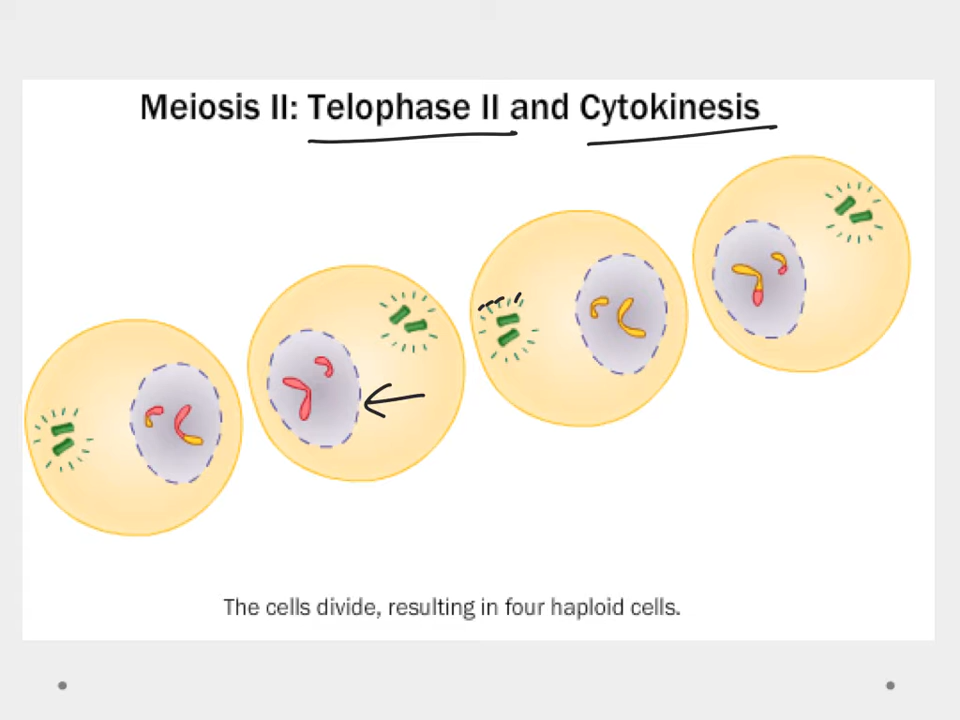 Meiosis II: Telophase II and Cytokinesis
The cells divide, resulting in four haploid cells.